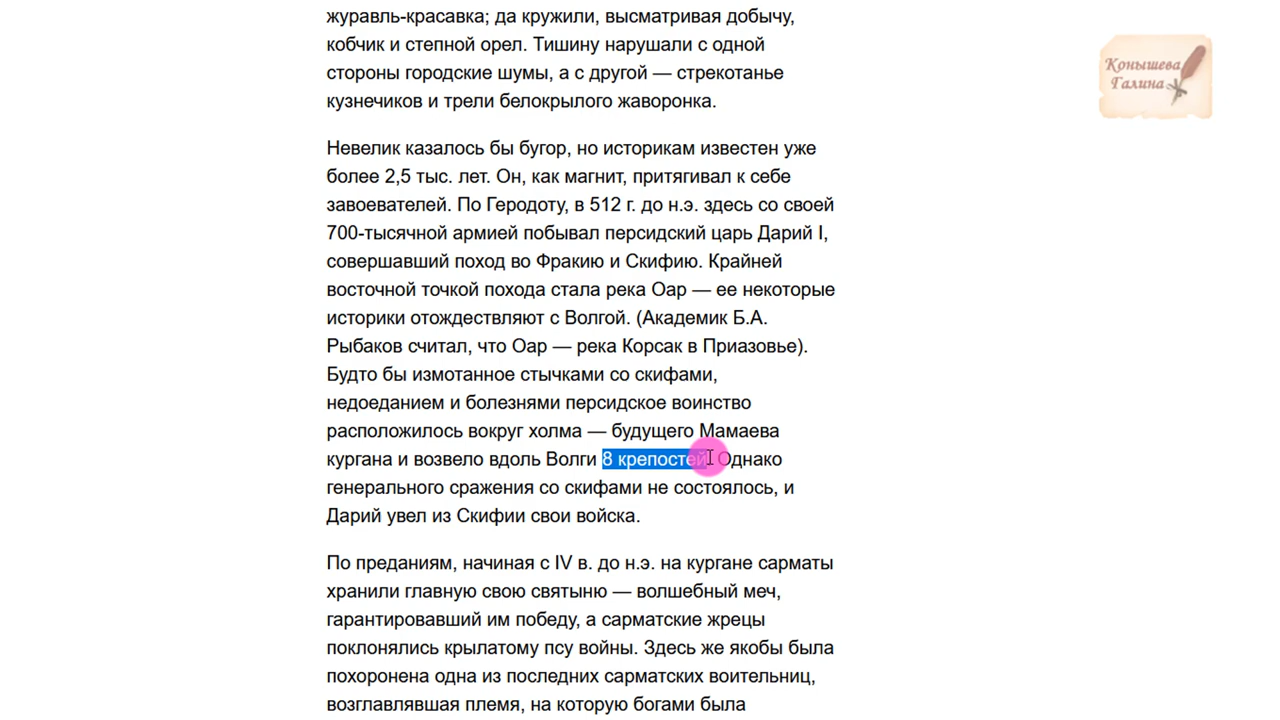 журавль-красавка; да кружили, высматривая добычу,
кобчик и степной орел. Тишину нарушали с одной
стороны городские шумы, а с другой — стрекотанье
кузнечиков и трели белокрылого жаворонка.
Конышева
Галина
Невелик казалось бы бугор, но историкам известен уже
более 2,5 тыс. лет. Он, как магнит, притягивал к себе
завоевателей. По Геродоту, в 512 г. до н.э. здесь со своей
700-тысячной армией побывал персидский царь Дарий I,
совершавший поход во Фракию и Скифию. Крайней
восточной точкой похода стала река Оар — ее некоторые
историки отождествляют с Волгой. (Академик Б.А.
Рыбаков считал, что Оар — река Корсак в Приазовье).
Будто бы измотанное стычками со скифами,
недоеданием и болезнями персидское воинство
расположилось вокруг холма — будущего Мамаева
кургана и возвело вдоль Волги 8 крепостей Однако
генерального сражения со скифами не состоялось, и
Дарий увел из Скифии свои войска.
По преданиям, начиная с IV в. до н.э. на кургане сарматы
хранили главную свою святыню — волшебный меч,
гарантировавший им победу, а сарматские жрецы
поклонялись крылатому псу войны. Здесь же якобы была
похоронена одна из последних сарматских воительниц,
возглавлявшая племя, на которую богами была